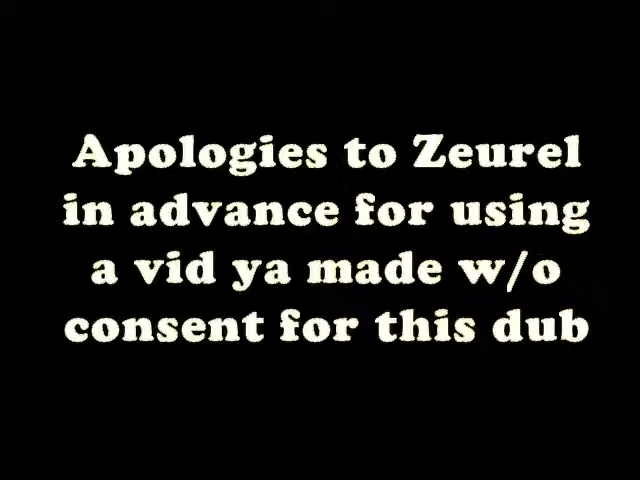 Apologies to Zeurel
in advance for using
a vid ya made w/o
consent for this dub